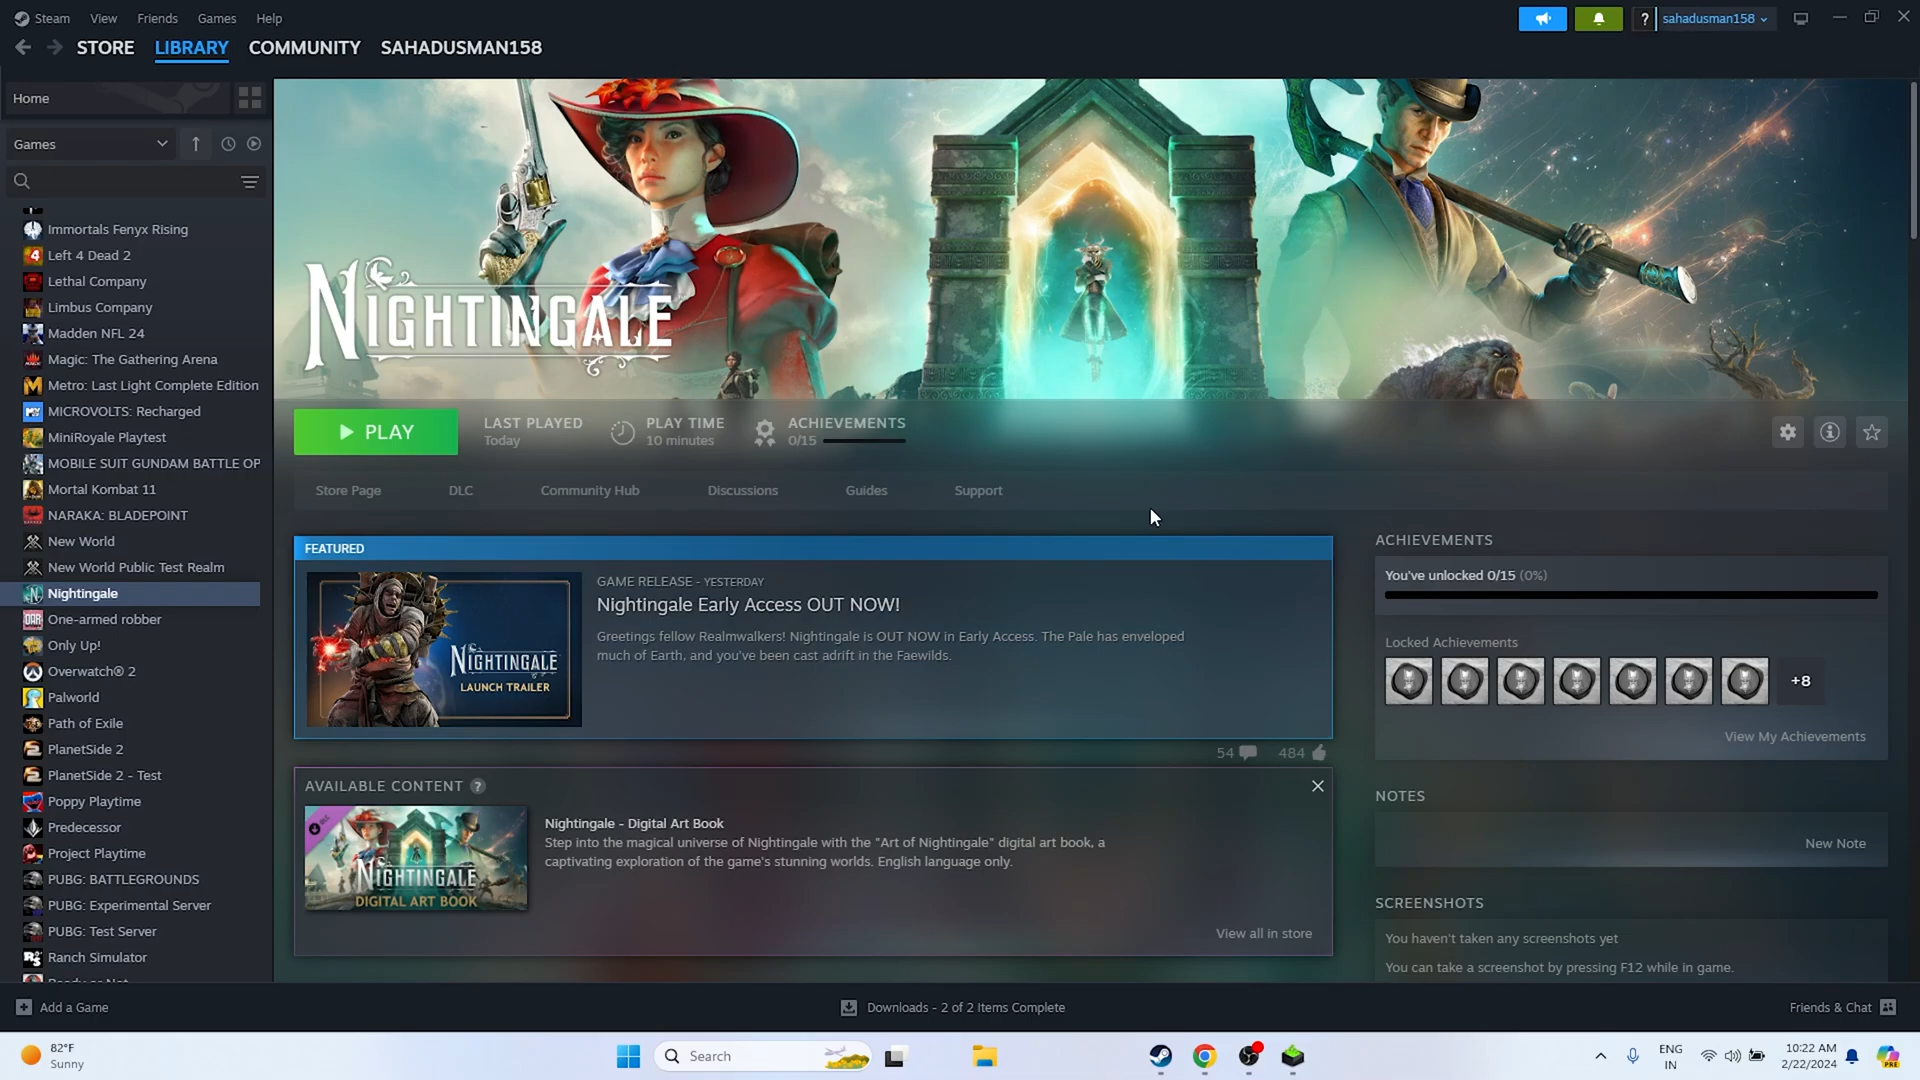 Steam View Friends Games Help
? sahadusman158
STORE LIBRARY COMMUNITY SAHADUSMAN158
Home
Games
Immortals Fenyx Rising
Left 4 Dead 2
Lethal Company
Limbus Company
Madden NFL 24
Magic: The Gathering Arena
Metro: Last Light Complete Edition
MICROVOLTS: Recharged
MiniRoyale Playtest
MOBILE SUIT GUNDAM BATTLE OP
Mortal Kombat 11
NARAKA: BLADEPOINT
New World
New World Public Test Realm
Nightingale
One-armed robber
Only Up!
Overwatch® 2
Palworld
Path of Exile
PlanetSide 2
PlanetSide 2 - Test
Poppy Playtime
Predecessor
Project Playtime
PUBG: BATTLEGROUNDS
PUBG: Experimental Server
PUBG: Test Server
Ranch Simulator
NIGHTINGALE
PLAY
LAST PLAYED
Today
PLAY TIME
10 minutes
ACHIEVEMENTS
0/15
Store Page DLC Community Hub Discussions Guides Support
FEATURED
NIGHTINGALE
LAUNCH TRAILER
GAME RELEASE - YESTERDAY
Nightingale Early Access OUT NOW!
Greetings fellow Realmwalkers! Nightingale is OUT NOW in Early Access. The Pale has enveloped
much of Earth, and you've been cast adrift in the Faewilds.
54 484
AVAILABLE CONTENT ?
DLC
NIGHTINGALE
DIGITAL ART BOOK
Nightingale - Digital Art Book
Step into the magical universe of Nightingale with the "Art of Nightingale" digital art book, a
captivating exploration of the game's stunning worlds. English language only.
View all in store
ACHIEVEMENTS
You've unlocked 0/15 (0%)
Locked Achievements
+8
View My Achievements
NOTES
New Note
SCREENSHOTS
You haven't taken any screenshots yet
You can take a screenshot by pressing F12 while in game.
Add a Game
Downloads - 2 of 2 Items Complete
Friends & Chat
82°F
Sunny
Search
ENG
IN
10:22 AM
2/22/2024
PRE